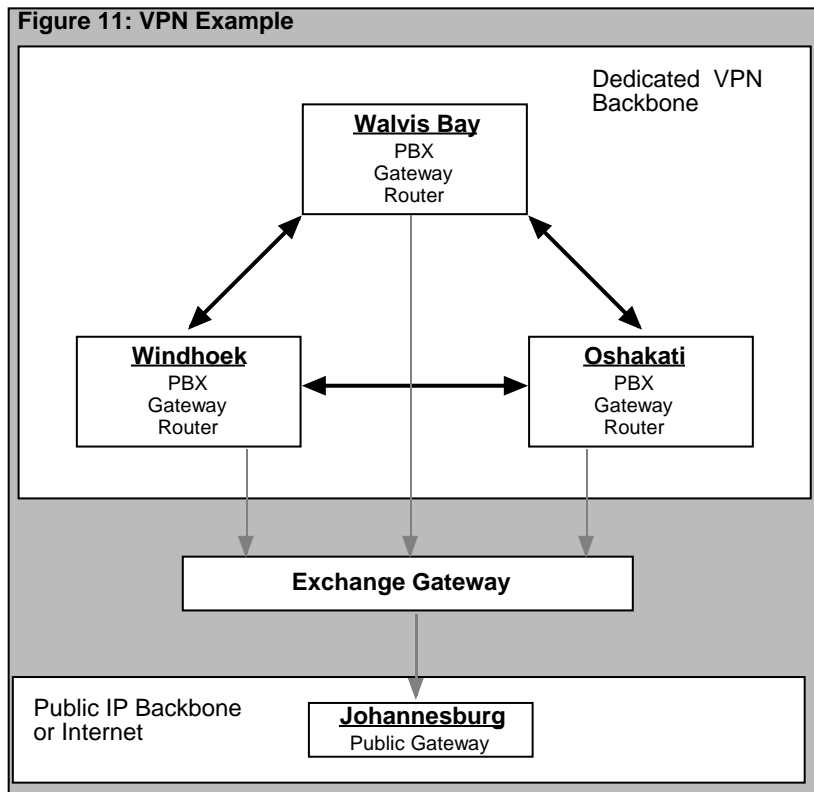 Figure 11: VPN Example
Dedicated VPN
Backbone
Walvis Bay
PBX
Gateway
Router
Windhoek
PBX
Gateway
Router
Oshakati
PBX
Gateway
Router
Exchange Gateway
Public IP Backbone
or Internet
Johannesburg
Public Gateway